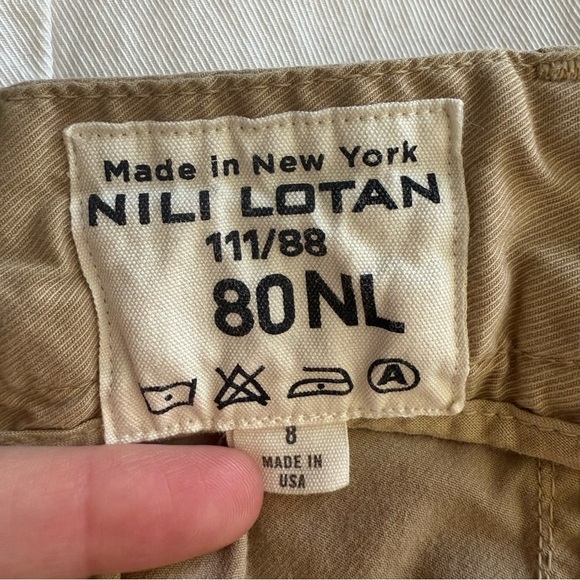 Made in New York
NILI LOTAN
111/88
80NL
A
8
MADE IN
USA